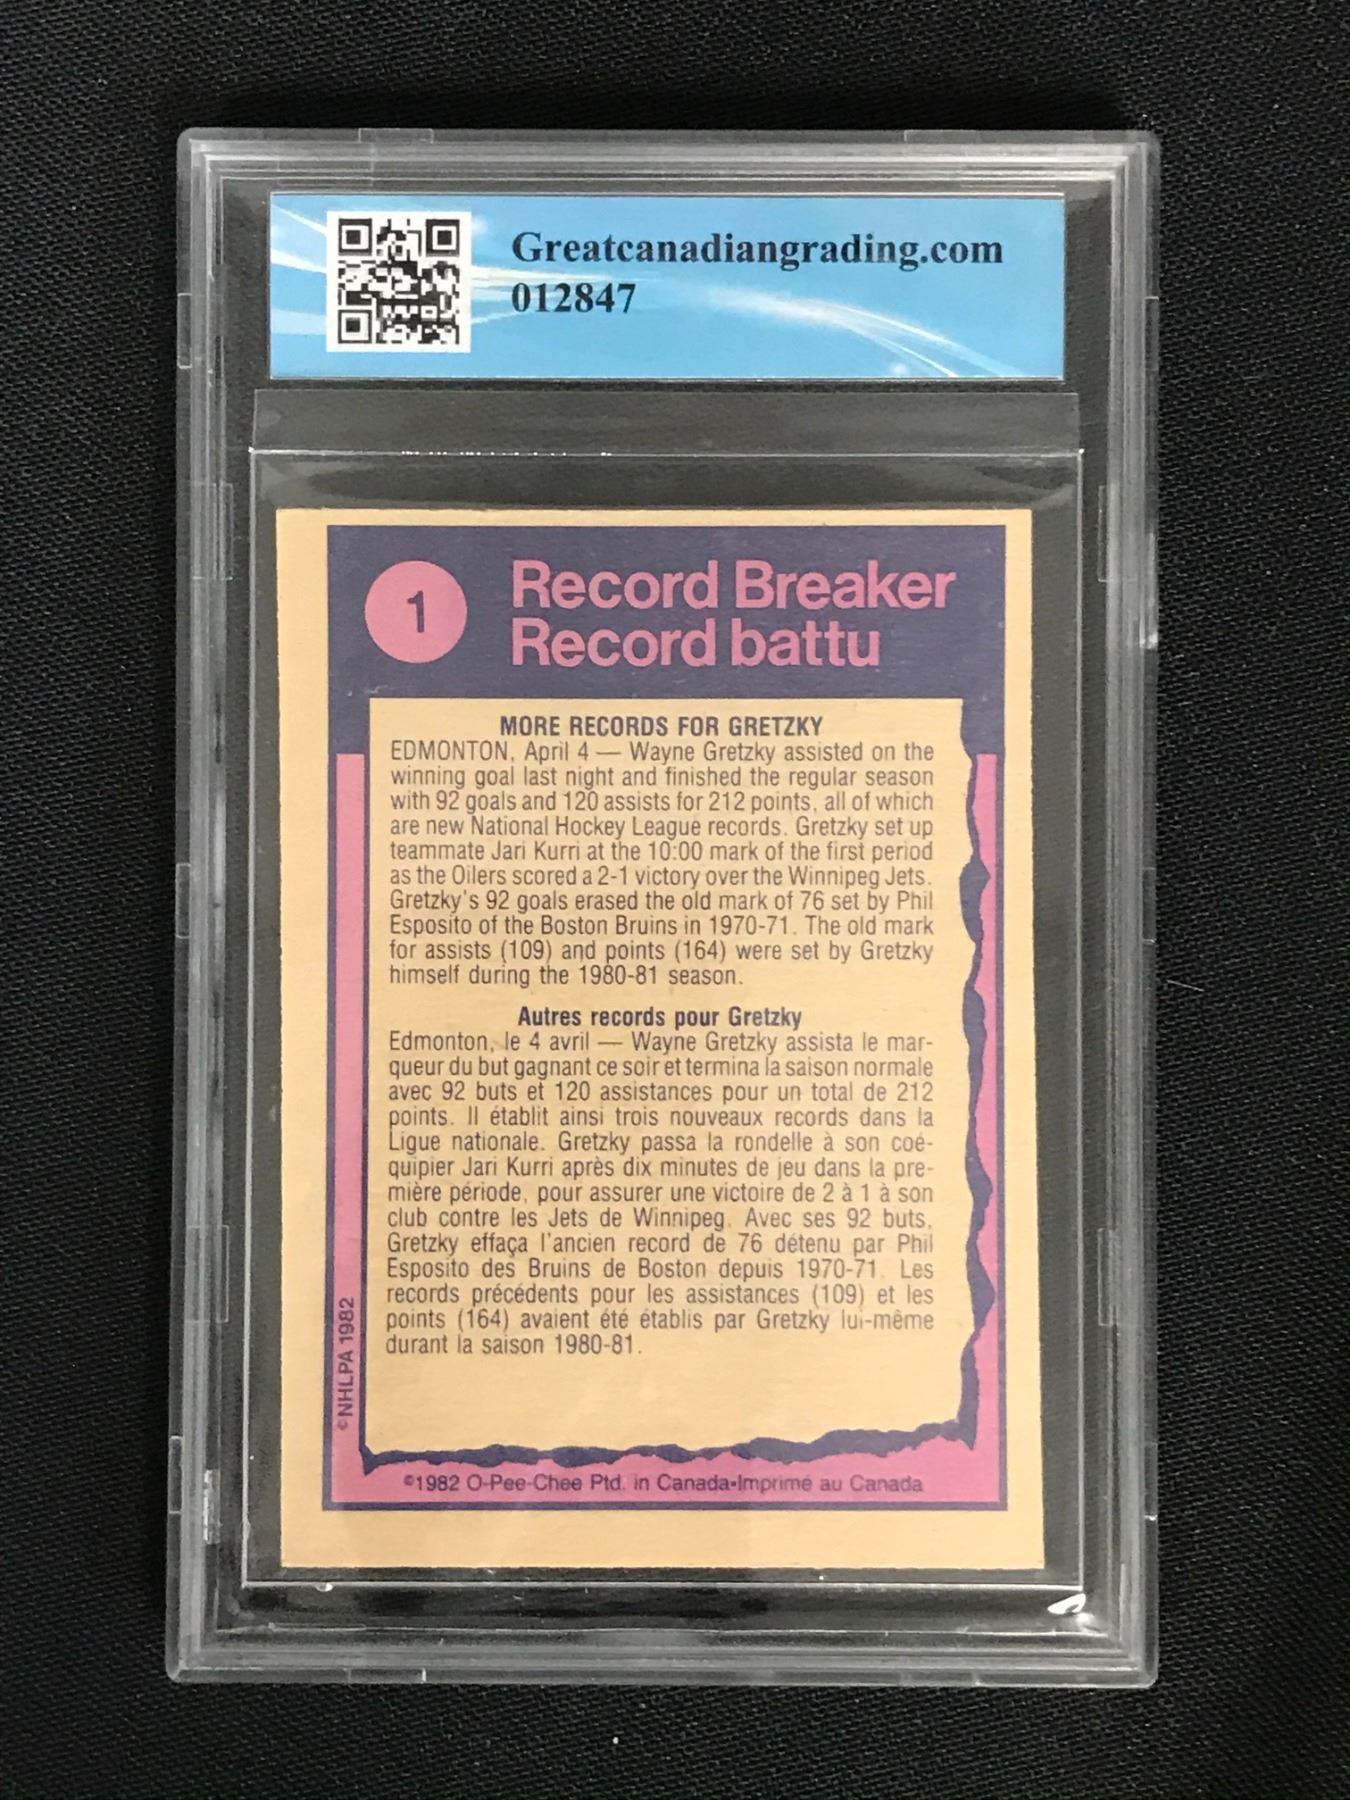 Greatcanadiangrading.com
012847
1
Record Breaker
Record battu
MORE RECORDS FOR GRETZKY
EDMONTON, April 4 — Wayne Gretzky assisted on the
winning goal last night and finished the regular season
with 92 goals and 120 assists for 212 points, all of which
are new National Hockey League records. Gretzky set up
teammate Jari Kurri at the 10:00 mark of the first period
as the Oilers scored a 2-1 victory over the Winnipeg Jets.
Gretzky's 92 goals erased the old mark of 76 set by Phil
Esposito of the Boston Bruins in 1970-71. The old mark
for assists (109) and points (164) were set by Gretzky
himself during the 1980-81 season.
Autres records pour Gretzky
Edmonton, le 4 avril — Wayne Gretzky assista le mar-
queur du but gagnant ce soir et termina la saison normale
avec 92 buts et 120 assistances pour un total de 212
points. Il établit ainsi trois nouveaux records dans la
Ligue nationale. Gretzky passa la rondelle à son coé-
quipier Jari Kurri après dix minutes de jeu dans la pre-
mière période, pour assurer une victoire de 2 à 1 à son
club contre les Jets de Winnipeg. Avec ses 92 buts,
Gretzky effaça l'ancien record de 76 détenu par Phil
Esposito des Bruins de Boston depuis 1970-71. Les
records précédents pour les assistances (109) et les
points (164) avaient été établis par Gretzky lui-même
durant la saison 1980-81.
©NHLPA 1982
©1982 O-Pee-Chee Ptd. in Canada•Imprimé au Canada